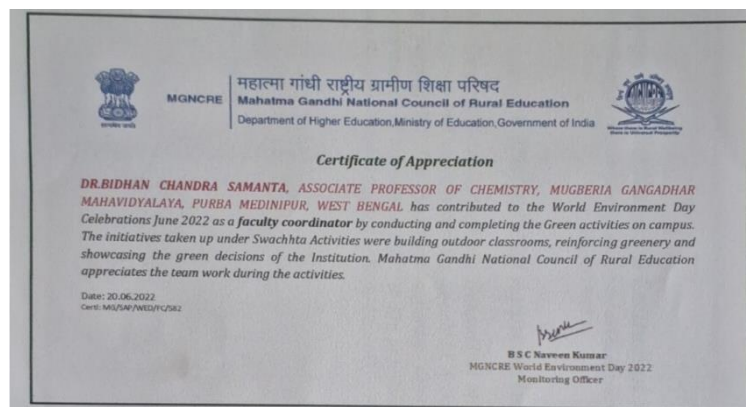 महात्मा गांधी राष्ट्रीय ग्रामीण शिक्षा परिषद
MGNCRE
Mahatma Gandhi National Council of Rural Education
Department of Higher Education,Ministry of Education,Government of India
सत्यमेव जयते
Certificate of Appreciation
DR.BIDHAN CHANDRA SAMANTA, ASSOCIATE PROFESSOR OF CHEMISTRY, MUGBERIA GANGADHAR
MAHAVIDYALAYA, PURBA MEDINIPUR, WEST BENGAL has contributed to the World Environment Day
Celebrations June 2022 as a faculty coordinator by conducting and completing the Green activities on campus.
The initiatives taken up under Swachhta Activities were building outdoor classrooms, reinforcing greenery and
showcasing the green decisions of the Institution. Mahatma Gandhi National Council of Rural Education
appreciates the team work during the activities.
Date: 20.06.2022
Certi: MG/SAP/WED/FC/582
B S C Naveen Kumar
MGNCRE World Environment Day 2022
Monitoring Officer